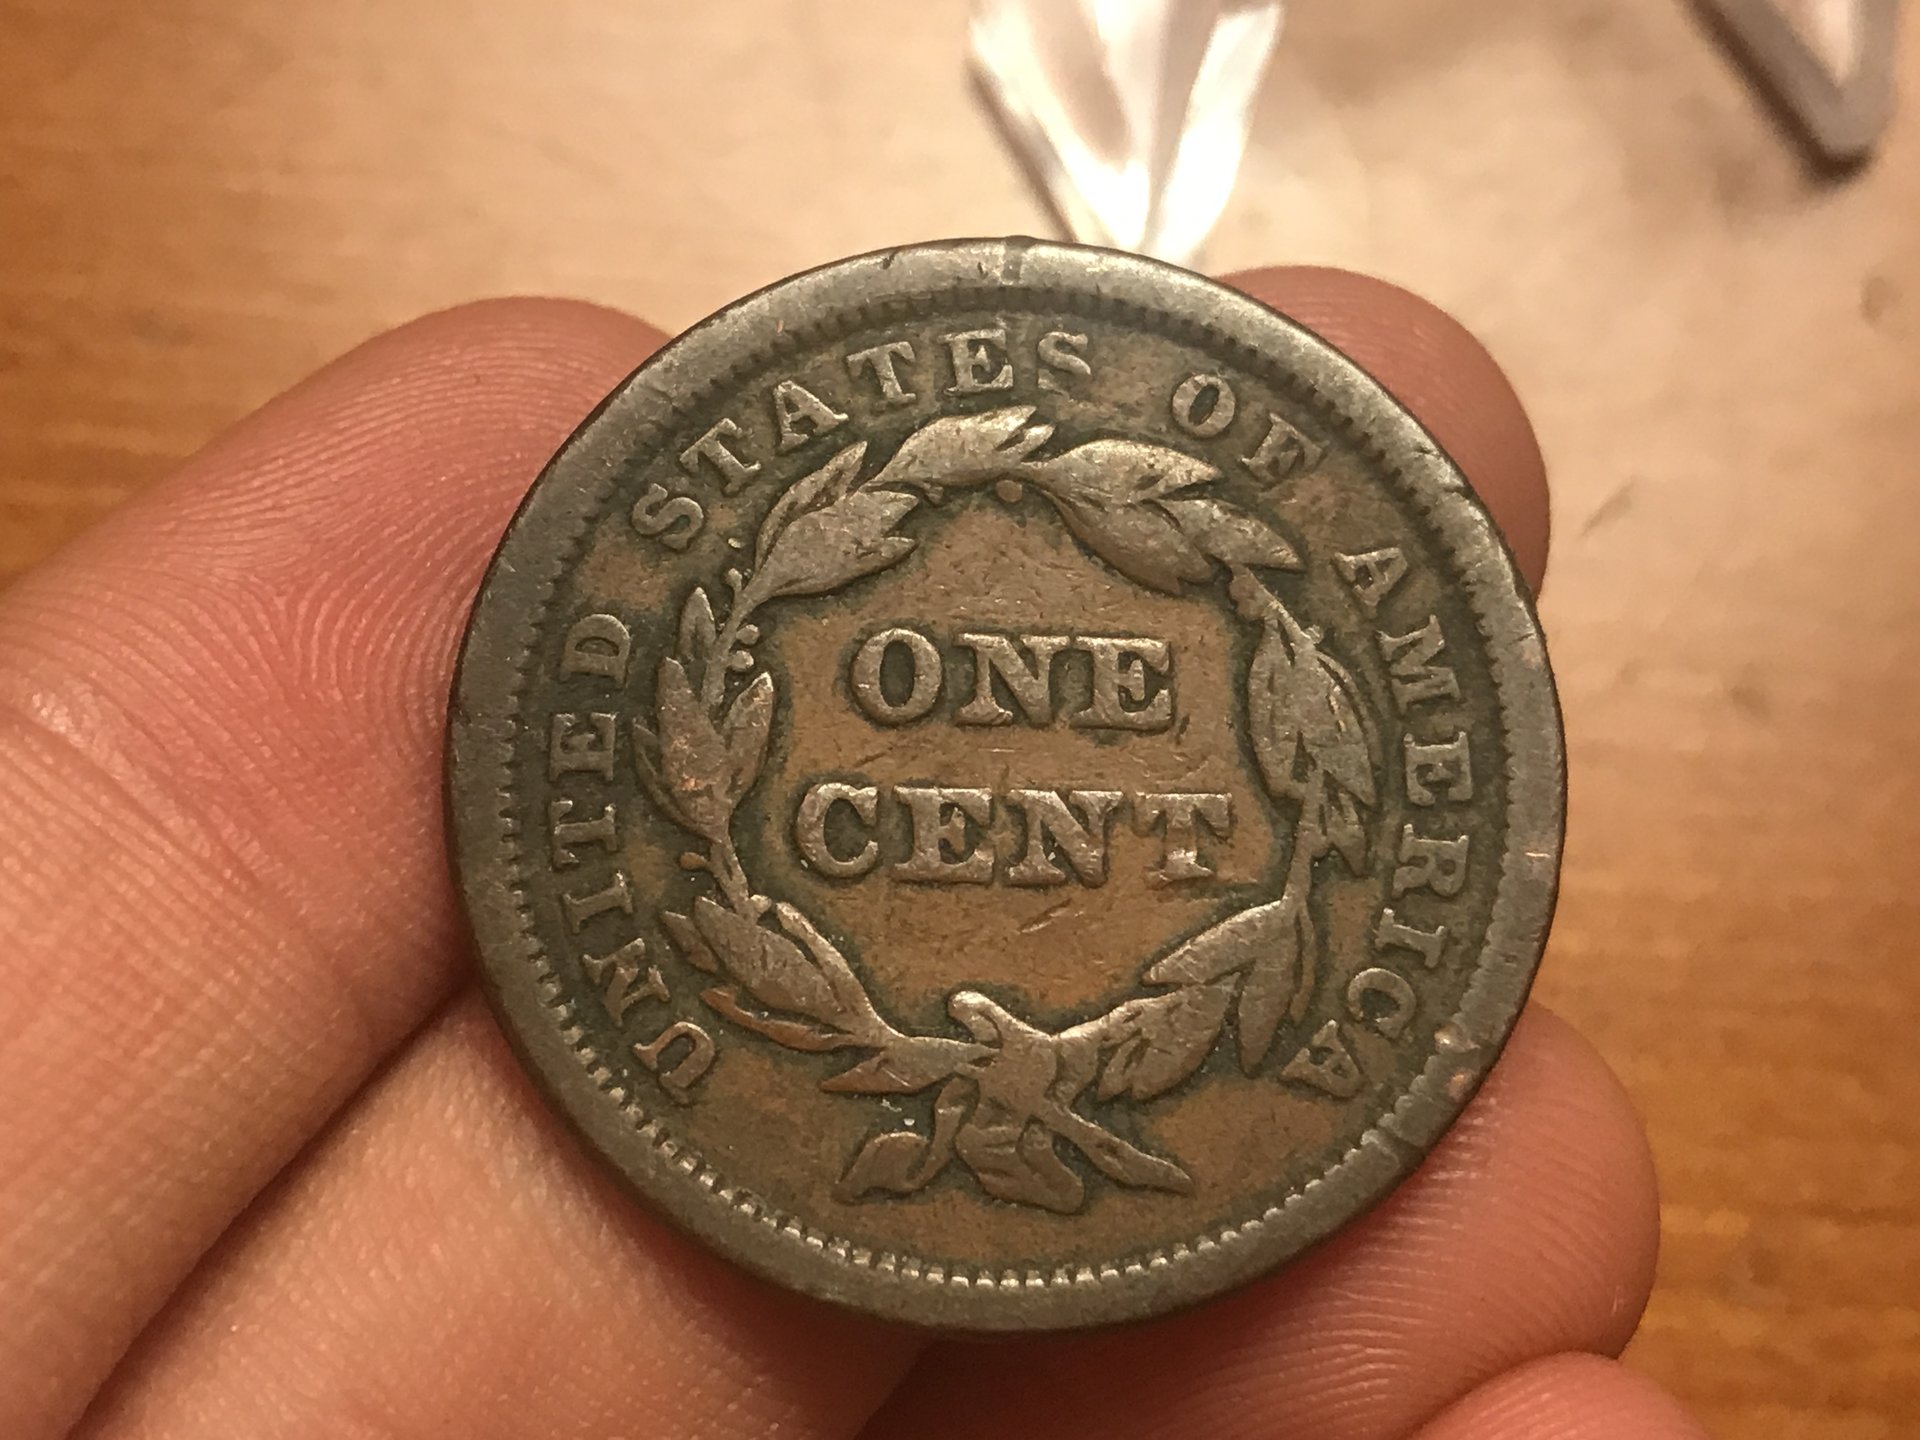 UNITED STATES OF AMERICA
ONE
CENT